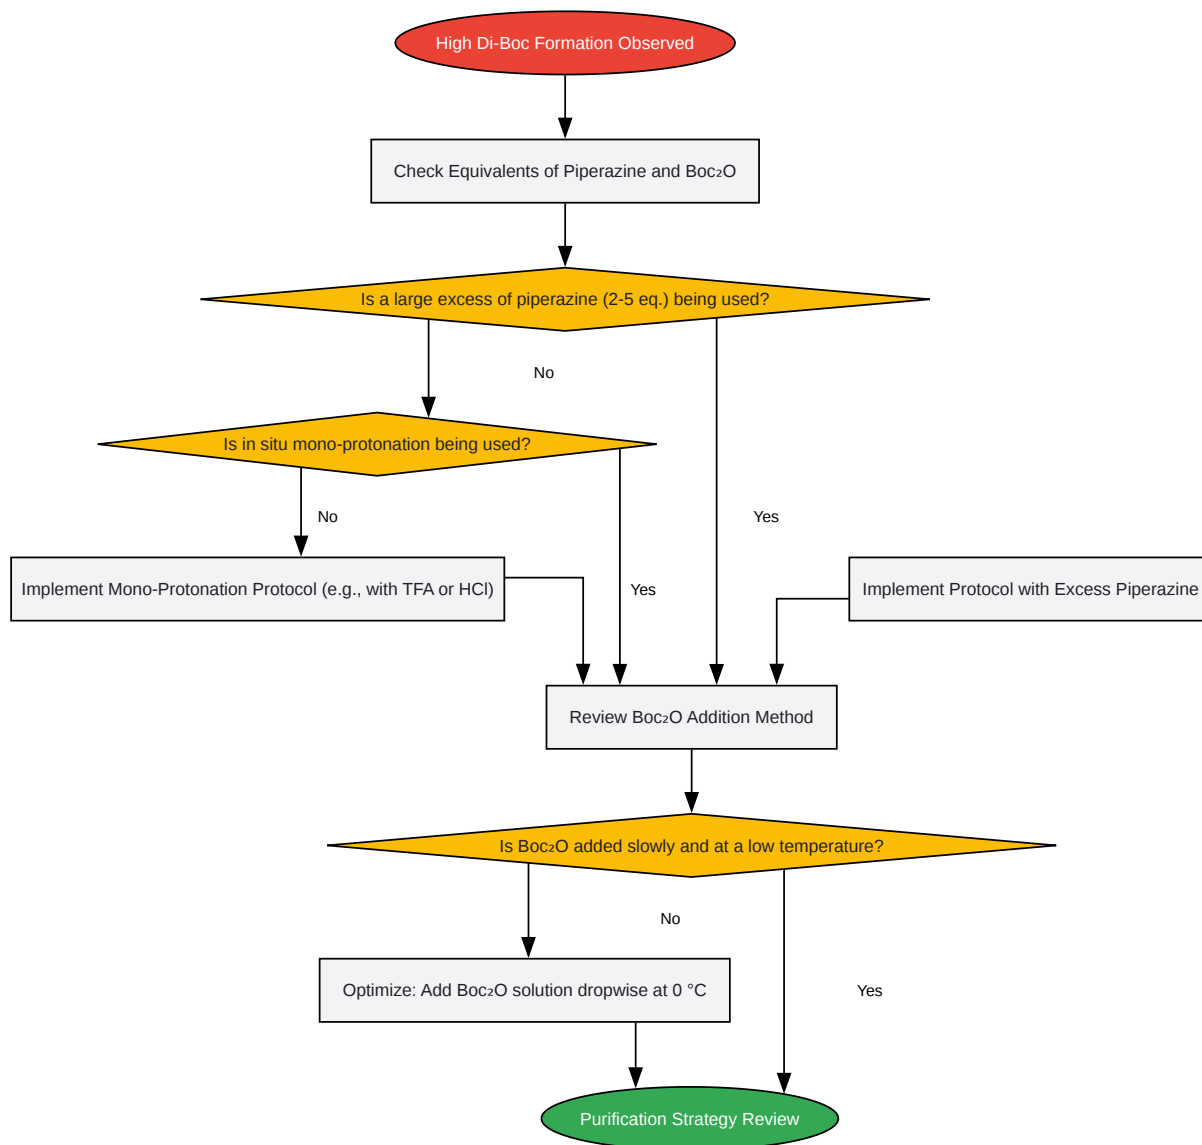 High Di-Boc Formation Observed
Check Equivalents of Piperazine and Boc₂O
Is a large excess of piperazine (2-5 eq.) being used?
No
Is in situ mono-protonation being used?
No
Yes
Implement Mono-Protonation Protocol (e.g., with TFA or HCl)
Yes
Implement Protocol with Excess Piperazine
Review Boc₂O Addition Method
Is Boc₂O added slowly and at a low temperature?
No
Optimize: Add Boc₂O solution dropwise at 0 °C
Yes
Purification Strategy Review